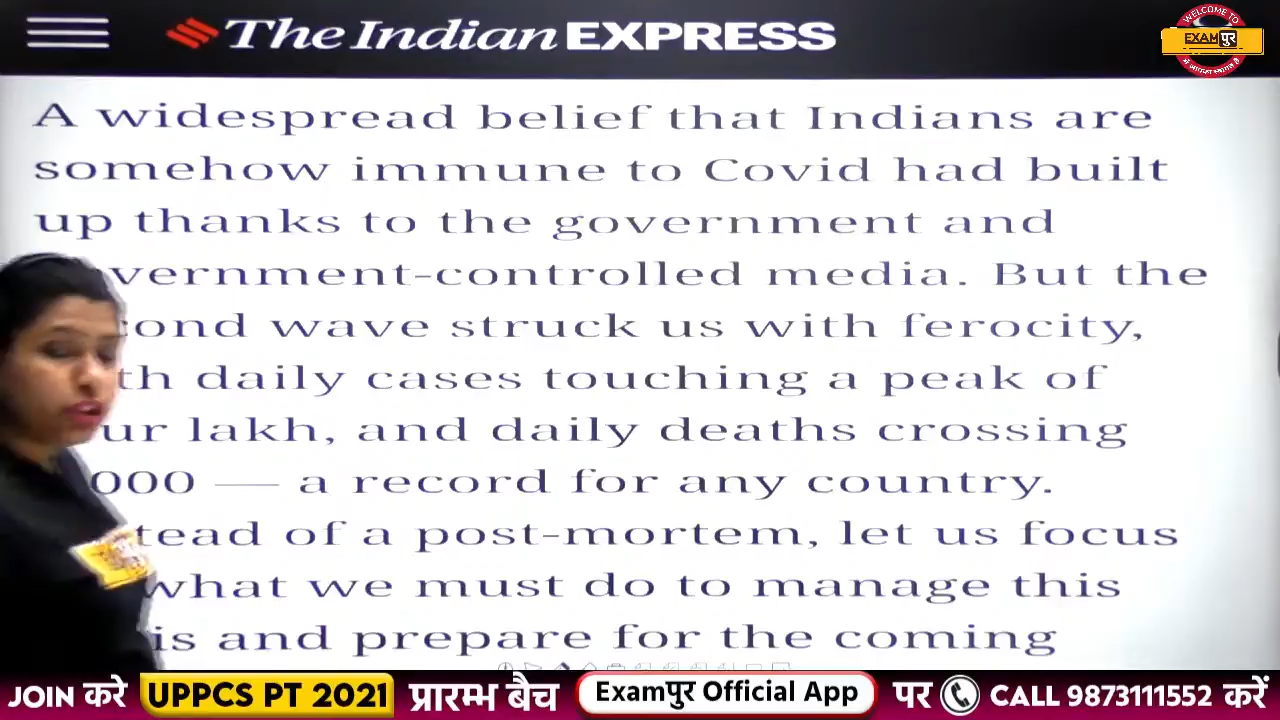 The Indian EXPRESS
WELCOME TO
EXAMपुर
A widespread belief that Indians are
somehow immune to Covid had built
up thanks to the government and
vernment-controlled media. But the
cond wave struck us with ferocity,
th daily cases touching a peak of
ur lakh, and daily deaths crossing
000 — a record for any country.
tead of a post-mortem, let us focus
what we must do to manage this
is and prepare for the coming
JOIN करे UPPCS PT 2021 प्रारम्भ बैच Examपुर Official App पर CALL 9873111552 करें